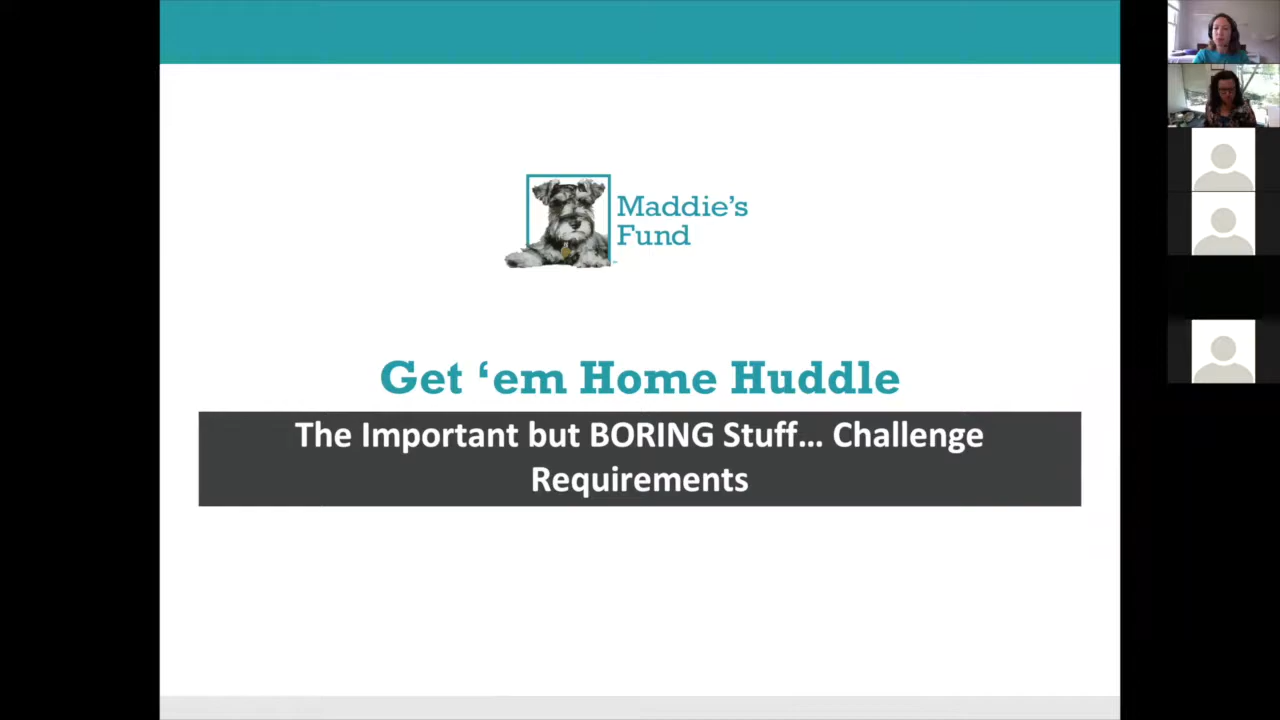 Maddie's
Fund
Get ‘em Home Huddle
The Important but BORING Stuff... Challenge
Requirements